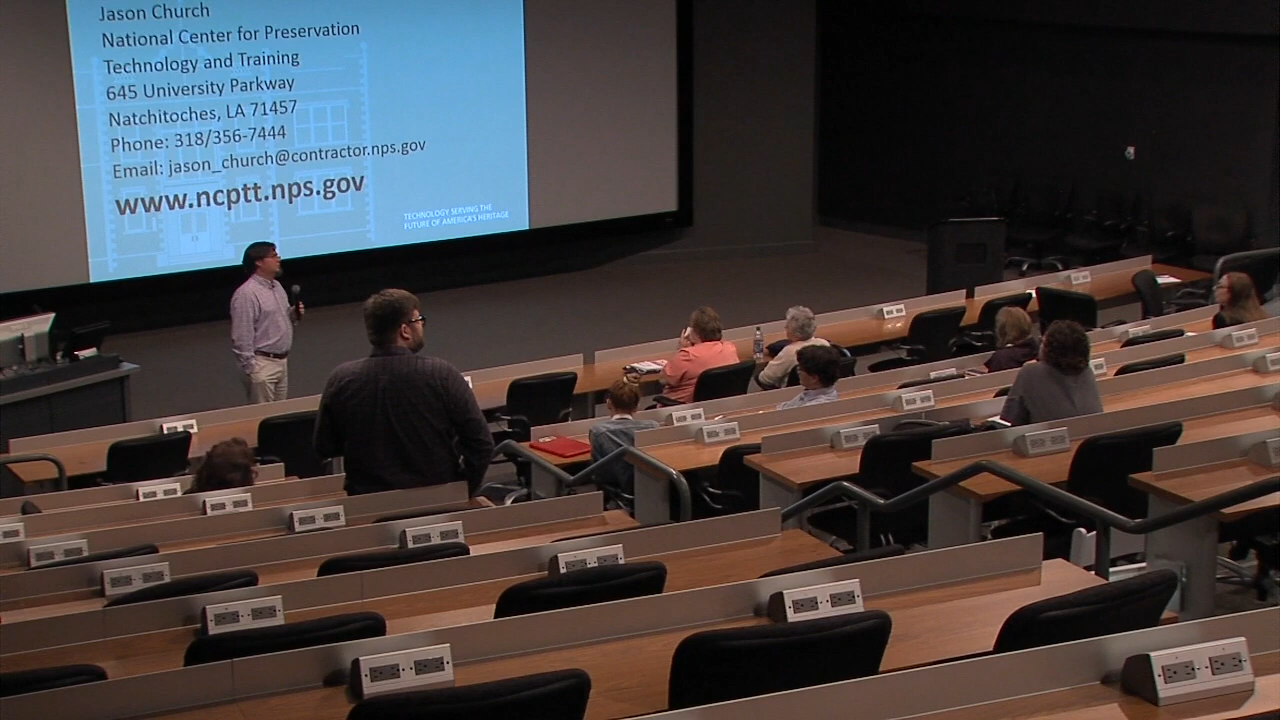 Jason Church
National Center for Preservation
Technology and Training
645 University Parkway
Natchitoches, LA 71457
Phone: 318/356-7444
Email: jason_church@contractor.nps.gov
www.ncptt.nps.gov
TECHNOLOGY SERVING THE
FUTURE OF AMERICA'S HERITAGE